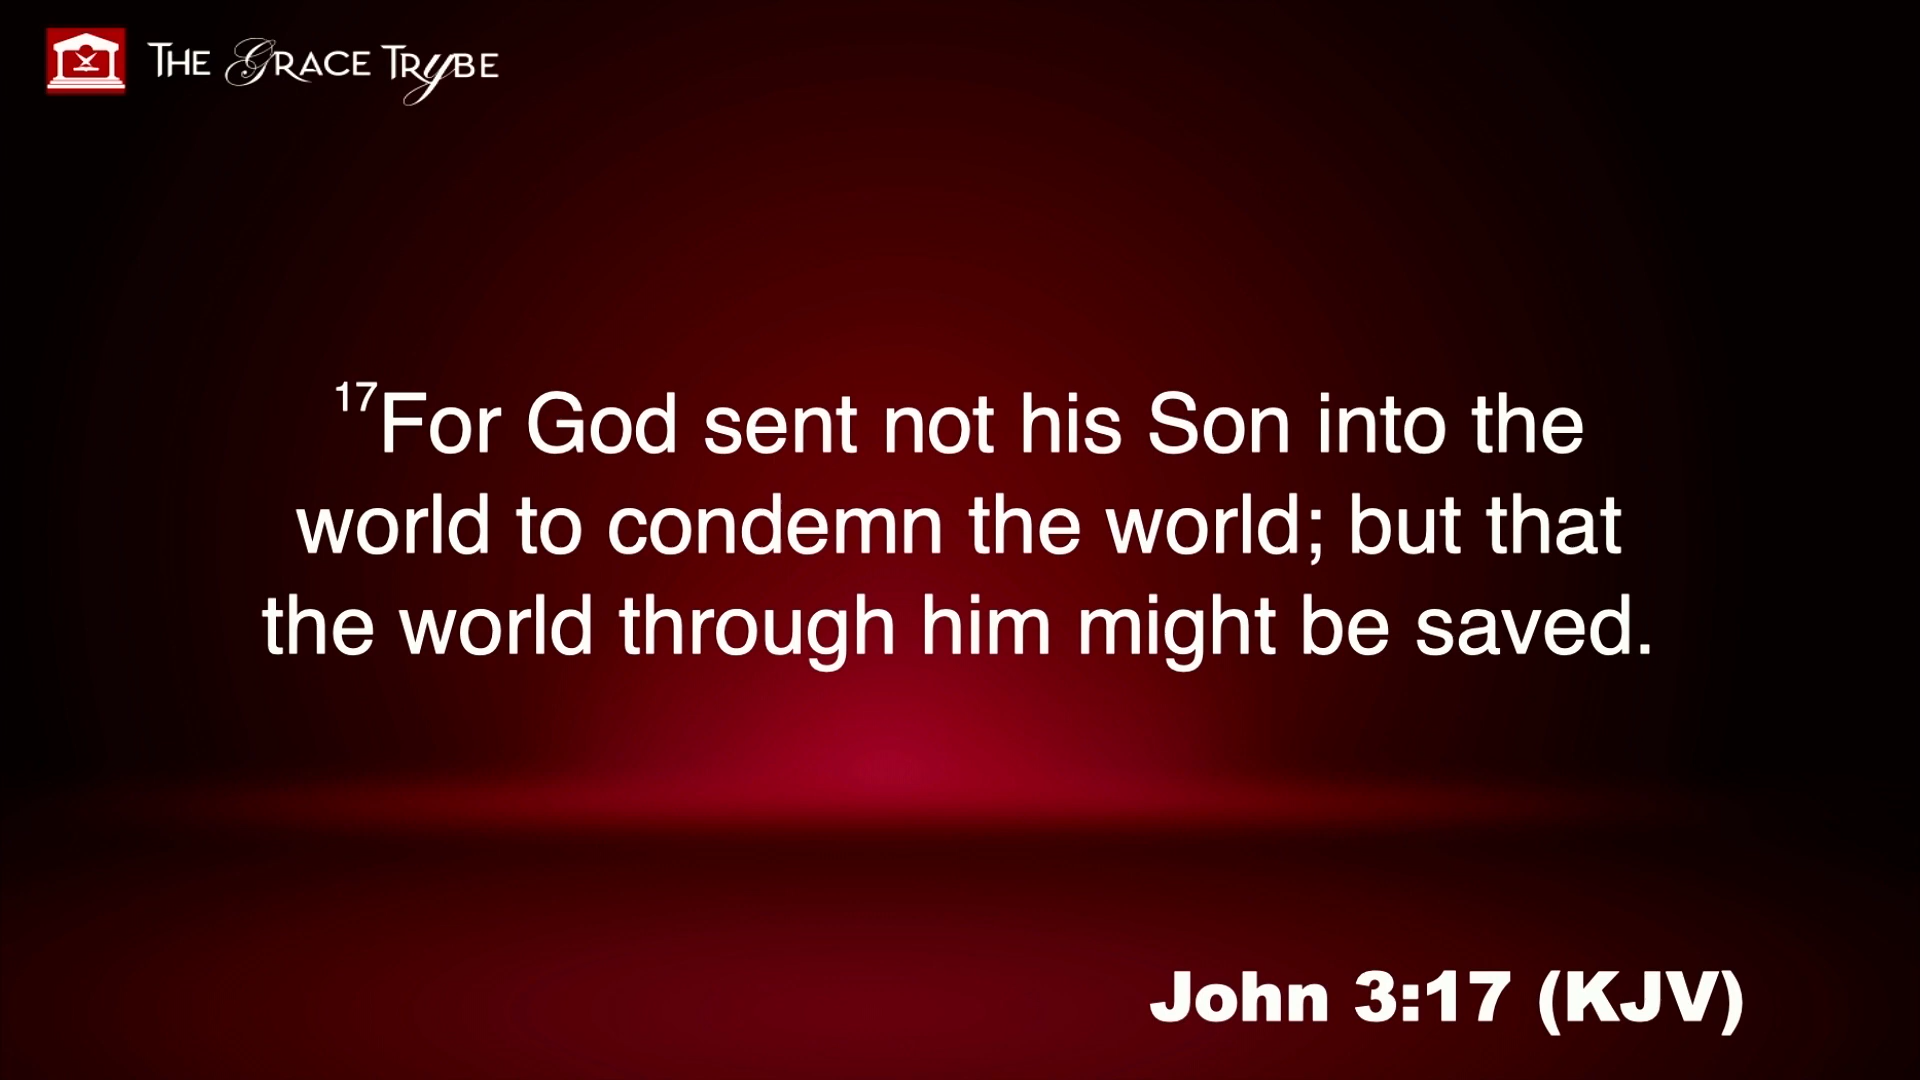 THE GRACE TRYBE
17For God sent not his Son into the
world to condemn the world; but that
the world through him might be saved.
John 3:17 (KJV)